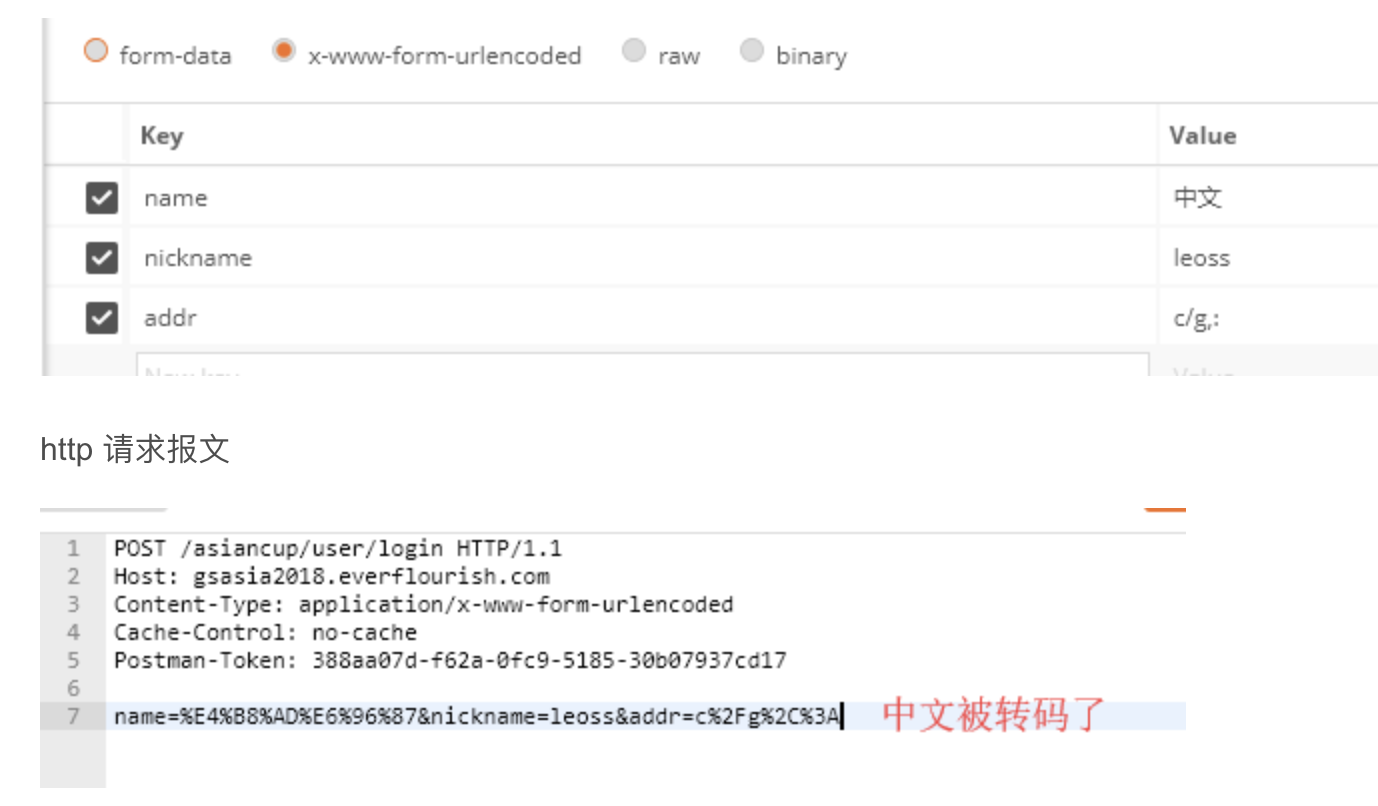 form-data x-www-form-urlencoded raw binary
Key Value
name 中文
nickname leoss
addr c/g,:
New key Value
http 请求报文
1 POST /asiancup/user/login HTTP/1.1
2 Host: gsasia2018.everflourish.com
3 Content-Type: application/x-www-form-urlencoded
4 Cache-Control: no-cache
5 Postman-Token: 388aa07d-f62a-0fc9-5185-30b07937cd17
6
7 name=%E4%B8%AD%E6%96%87&nickname=leoss&addr=c%2Fg%2C%3A 中文被转码了